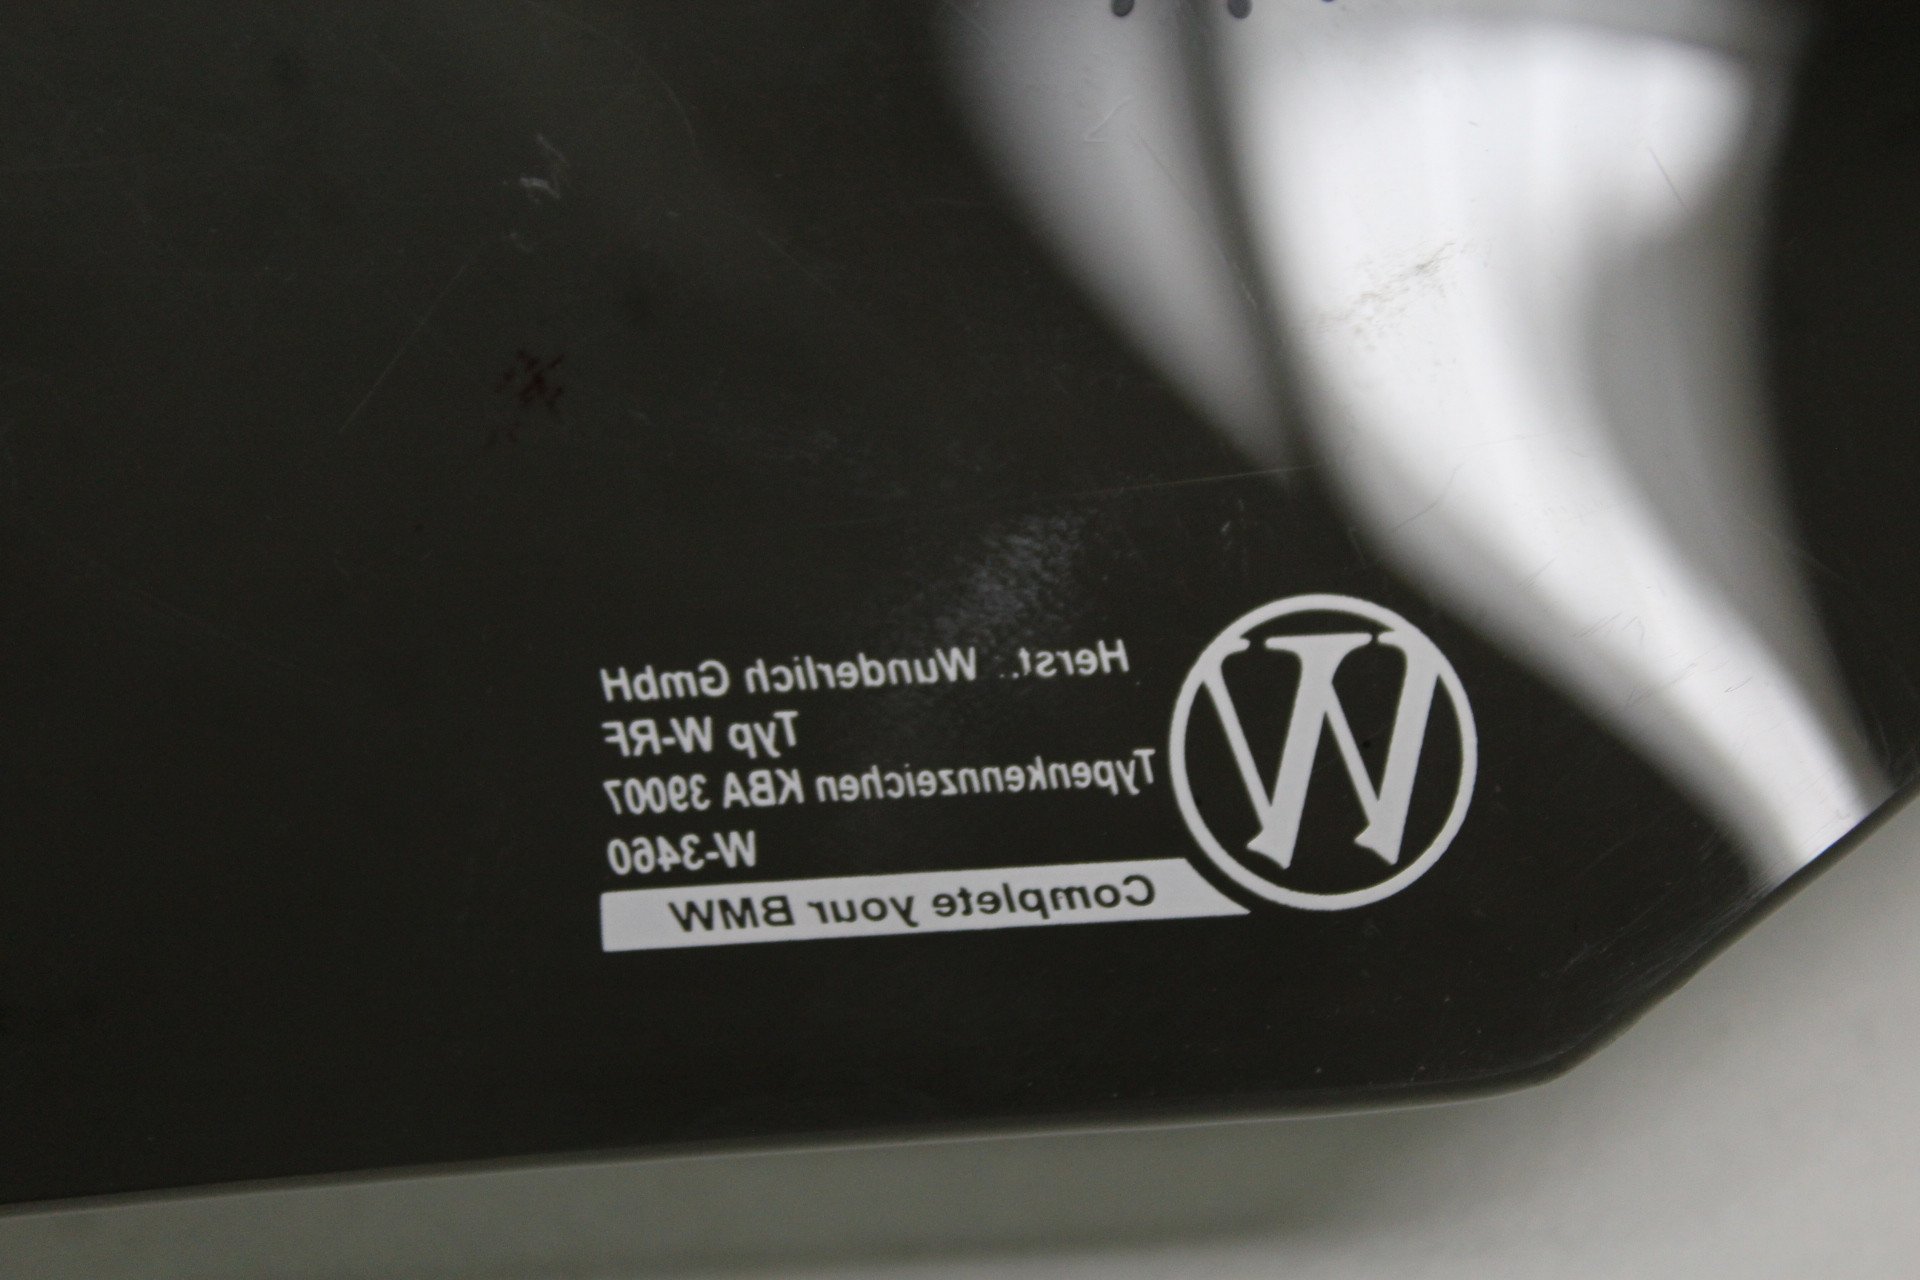 W
Herst.: Wunderlich GmbH
Typ W-RF
Typenkennzeichen KBA 39007
W-3460
Complete your BMW